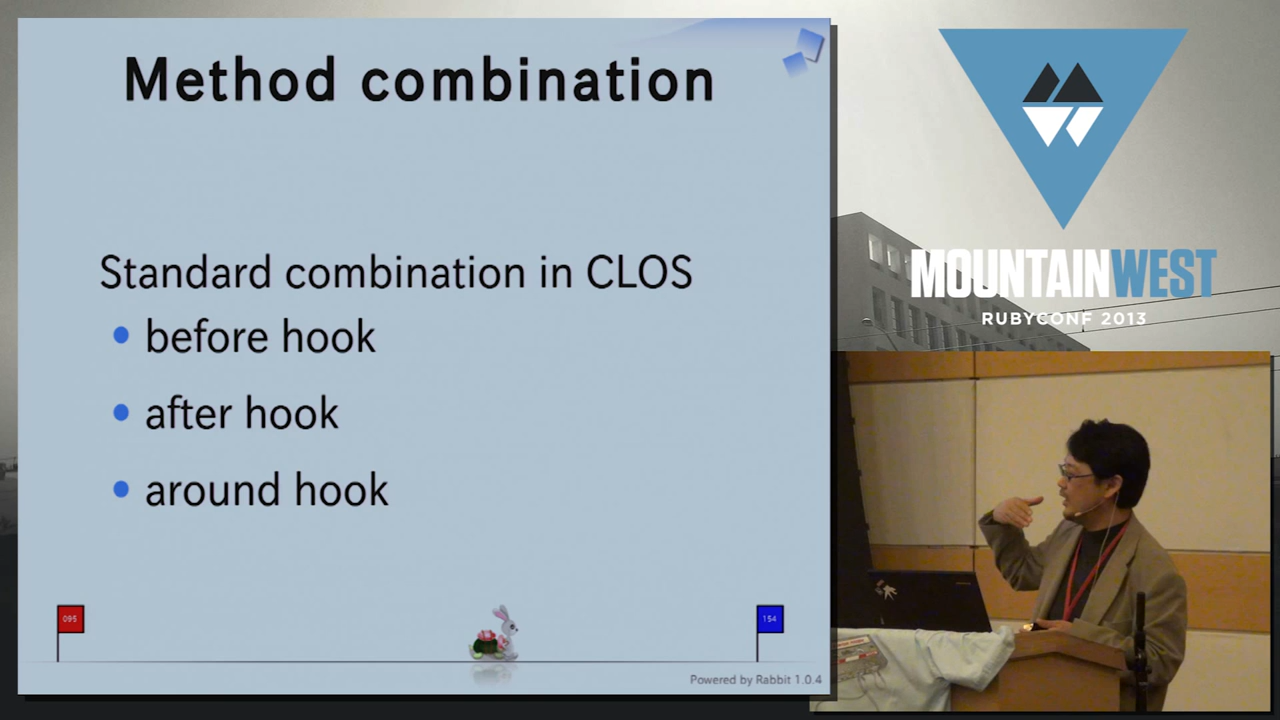 Method combination
Standard combination in CLOS
before hook
after hook
around hook
095
154
Powered by Rabbit 1.0.4
MOUNTAINWEST
RUBYCONF 2013